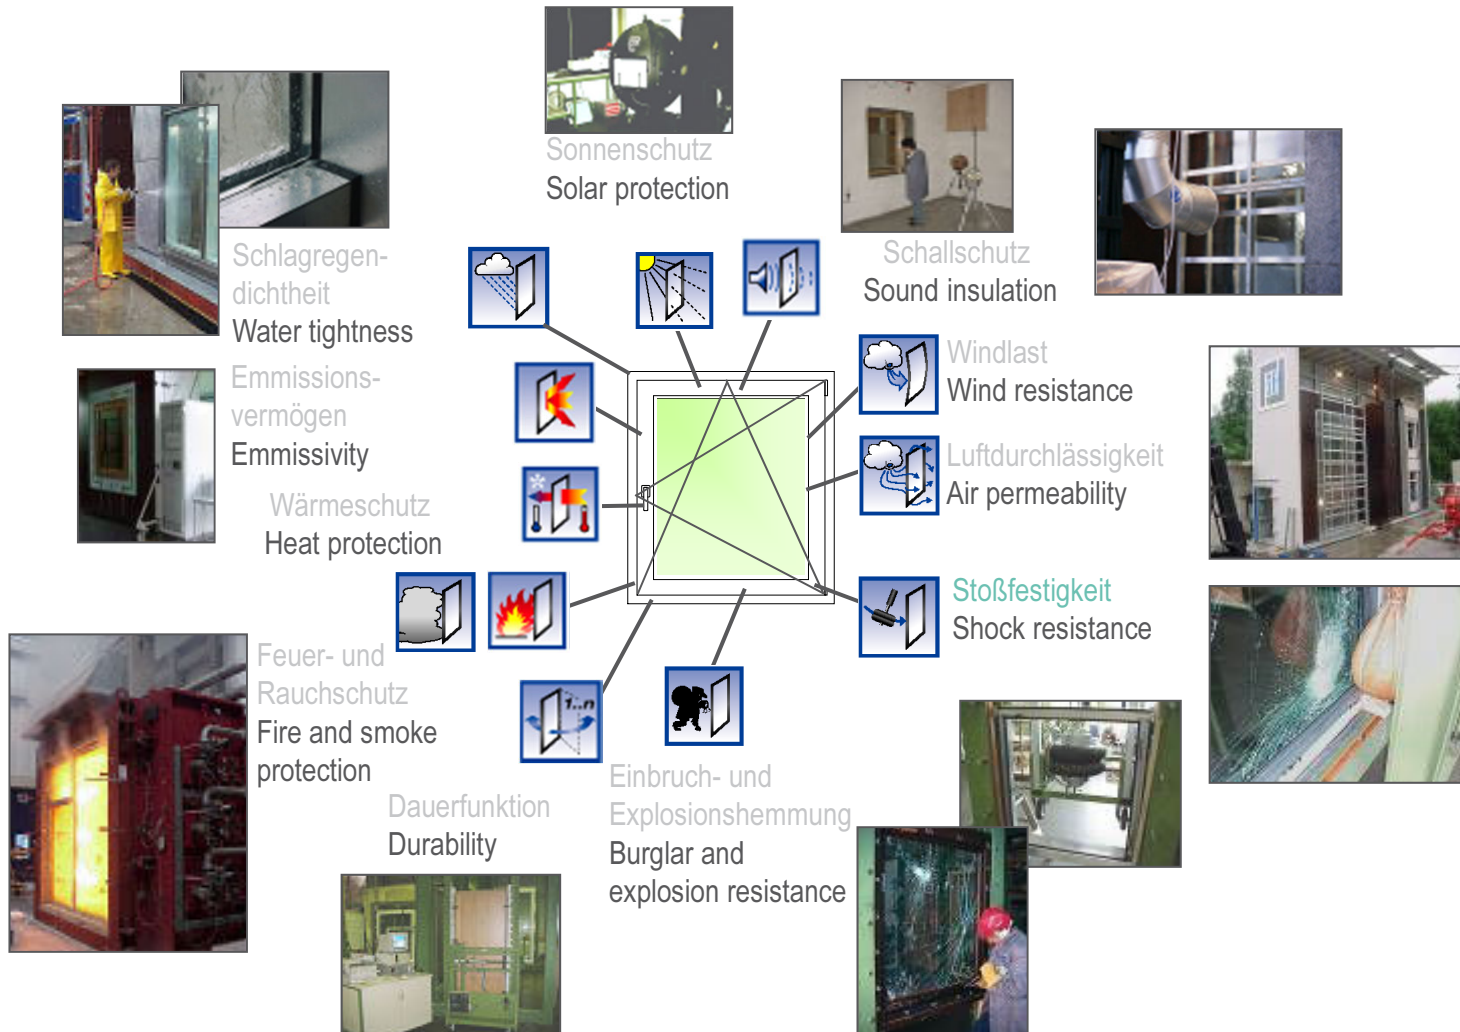 Sonnenschutz
Solar protection
Schallschutz
Sound insulation
Schlagregen-
dichtheit
Water tightness
Windlast
Wind resistance
Emmissions-
vermögen
Emmissivity
Luftdurchlässigkeit
Air permeability
Wärmeschutz
Heat protection
Stoßfestigkeit
Shock resistance
Feuer- und
Rauchschutz
Fire and smoke
protection
1..n
Dauerfunktion
Durability
Einbruch- und
Explosionshemmung
Burglar and
explosion resistance